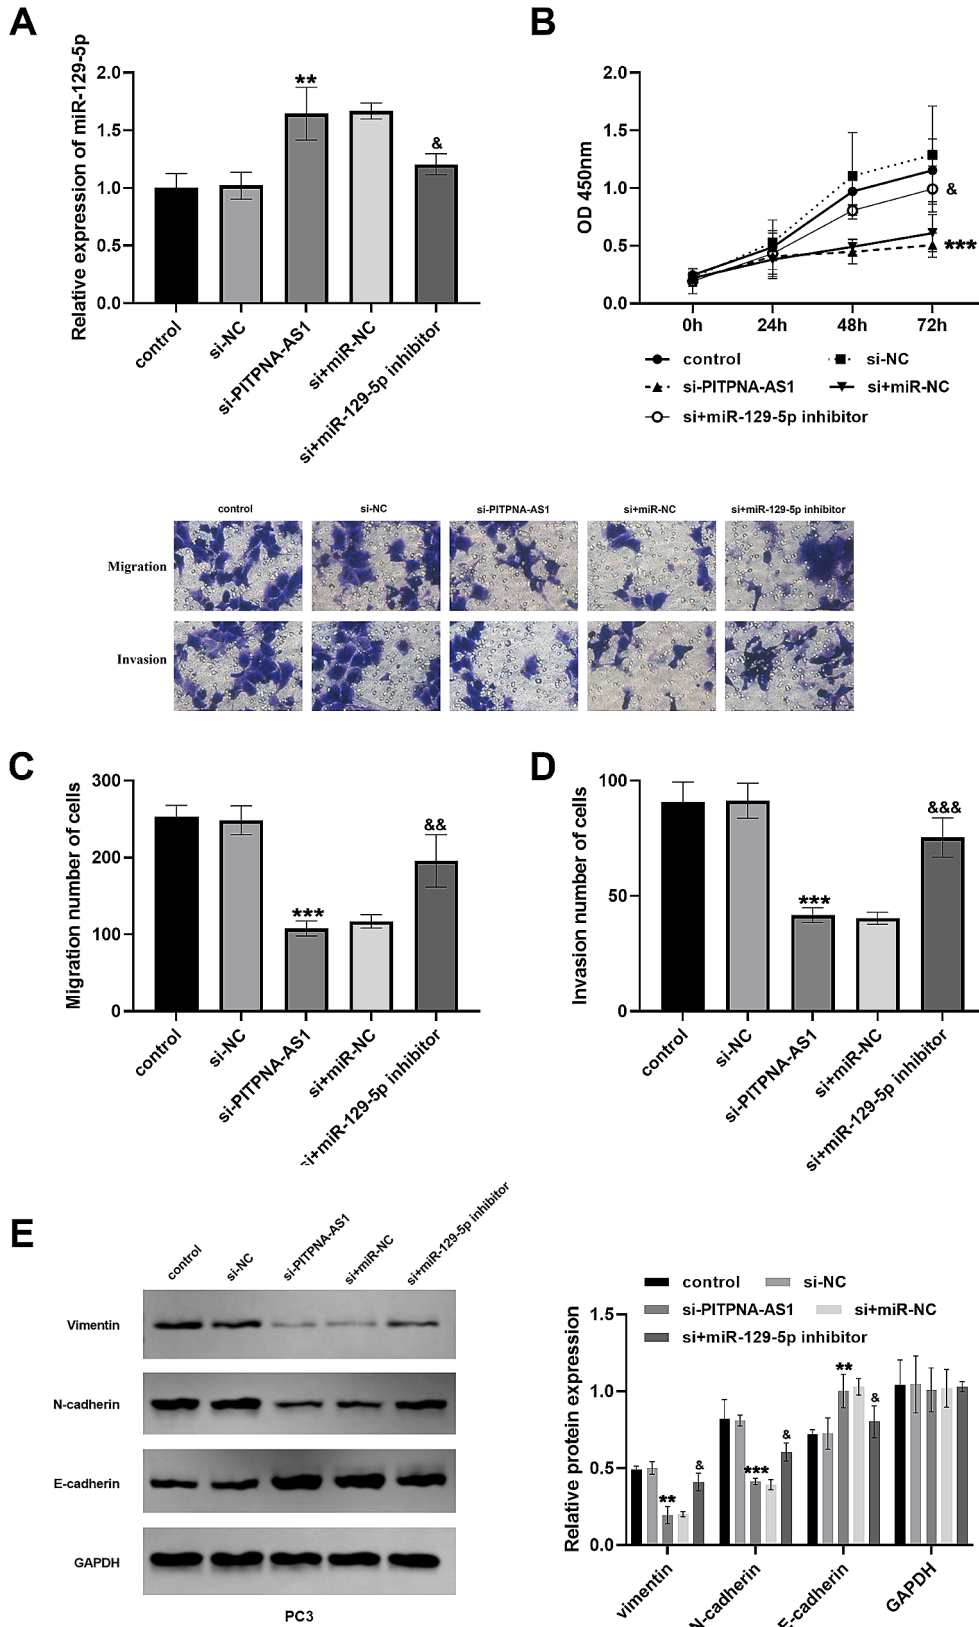 A
Relative expression of miR-129-5p
2.0
1.5
1.0
0.5
0.0
**
&
control
si-NC
si-PITPNA-AS1
si+miR-NC
si+miR-129-5p inhibitor
B
OD 450nm
2.0
1.5
1.0
0.5
0.0
&
***
0h
24h
48h
72h
control
si-NC
si-PITPNA-AS1
si+miR-NC
si+miR-129-5p inhibitor
control
si-NC
si-PITPNA-AS1
si+miR-NC
si+miR-129-5p inhibitor
Migration
Invasion
C
Migration number of cells
300
200
100
0
***
&&
control
si-NC
si-PITPNA-AS1
si+miR-NC
si+miR-129-5p inhibitor
D
Invasion number of cells
100
50
0
***
&&&
control
si-NC
si-PITPNA-AS1
si+miR-NC
si+miR-129-5p inhibitor
E
control
si-NC
si-PITPNA-AS1
si+miR-NC
si+miR-129-5p inhibitor
Vimentin
N-cadherin
E-cadherin
GAPDH
PC3
control
si-NC
si-PITPNA-AS1
si+miR-NC
si+miR-129-5p inhibitor
Relative protein expression
1.5
1.0
0.5
0.0
**
&
***
&
**
&
vimentin
N-cadherin
E-cadherin
GAPDH